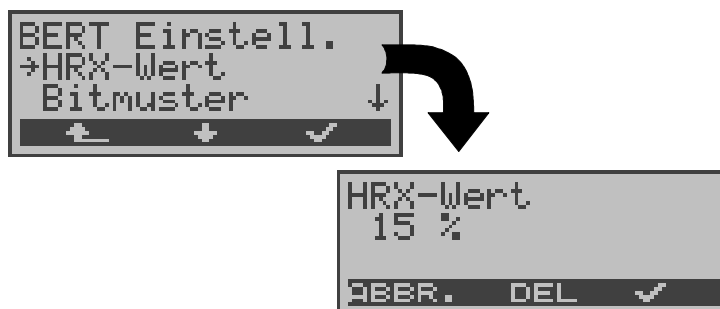 BERT Einstell.
→HRX-Wert
Bitmuster ↓
HRX-Wert
15 %
ABBR. DEL ✓